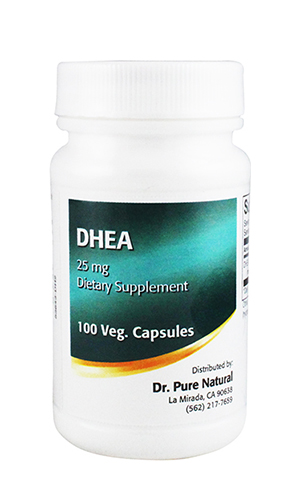 DHEA
25 mg
Dietary Supplement
100 Veg. Capsules
Distributed by:
Dr. Pure Natural
La Mirada, CA 90638
(562) 217-7659